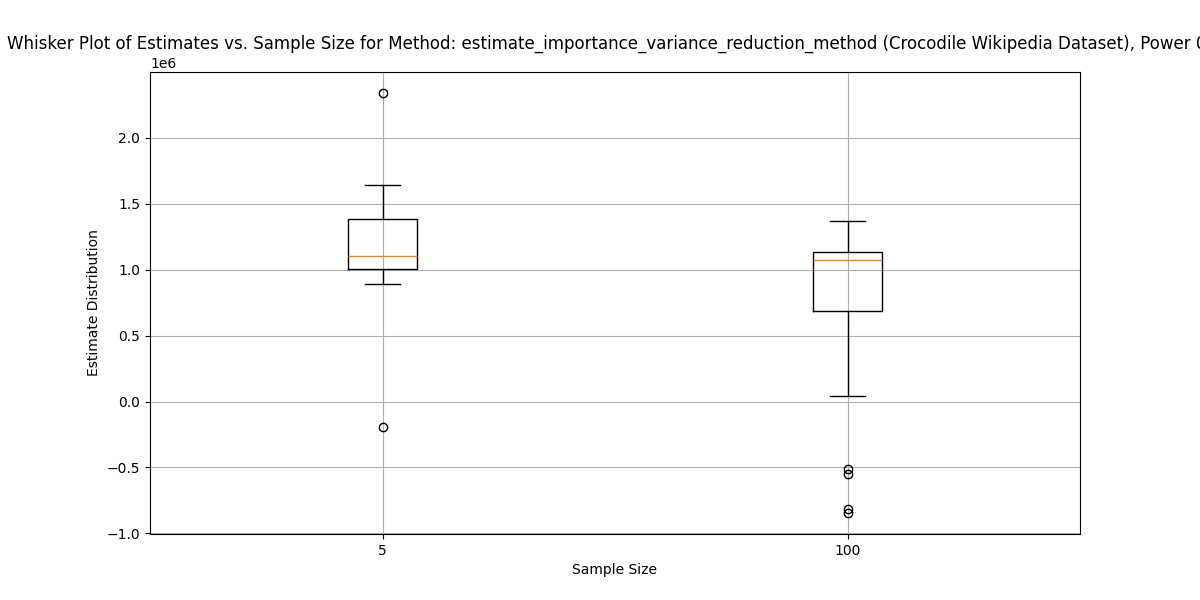 Whisker Plot of Estimates vs. Sample Size for Method: estimate_importance_variance_reduction_method (Crocodile Wikipedia Dataset), Power
1e6
2.0
1.5
1.0
0.5
0.0
−0.5
−1.0
Estimate Distribution
5 100
Sample Size